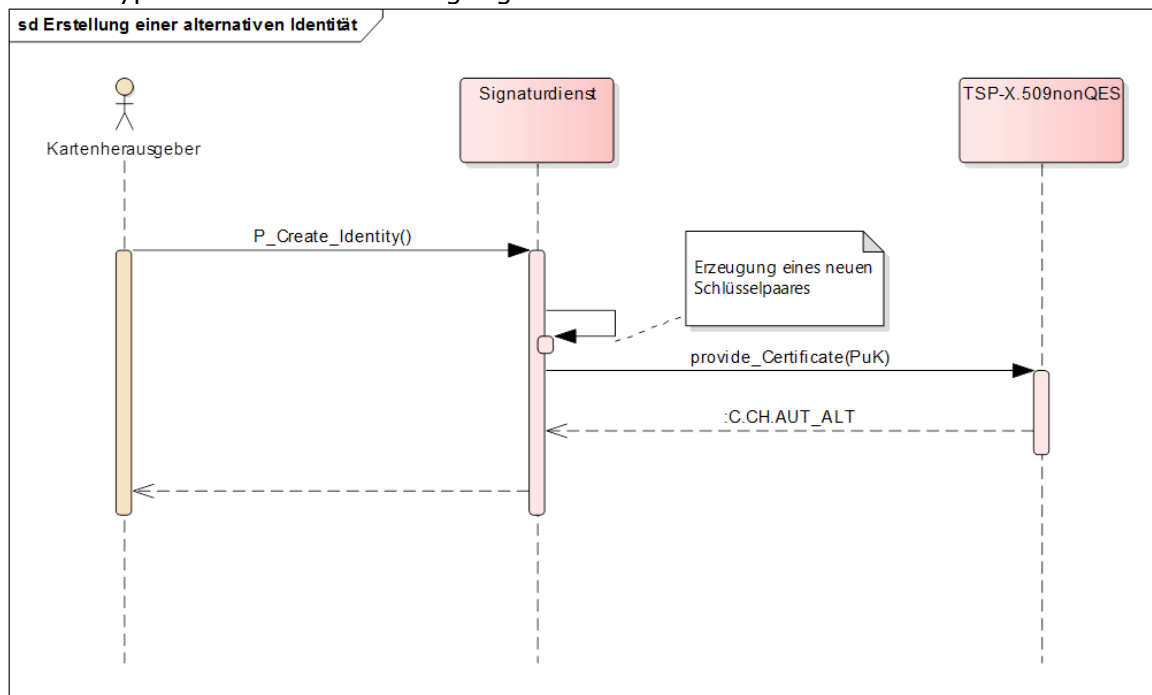 sd Erstellung einer alternativen Identität
Signaturdienst
TSP-X.509nonQES
Kartenherausgeber
P_Create_Identity()
Erzeugung eines neuen
Schlüsselpaares
provide_Certificate(PuK)
:C.CH.AUT_ALT